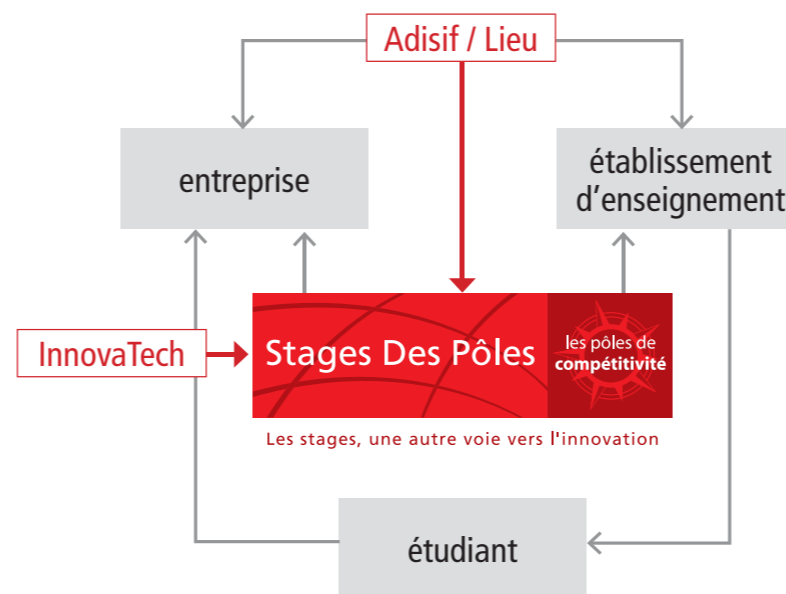 Adisif / Lieu
entreprise
établissement
d'enseignement
InnovaTech
Stages Des Pôles
les pôles de
compétitivité
Les stages, une autre voie vers l'innovation
étudiant